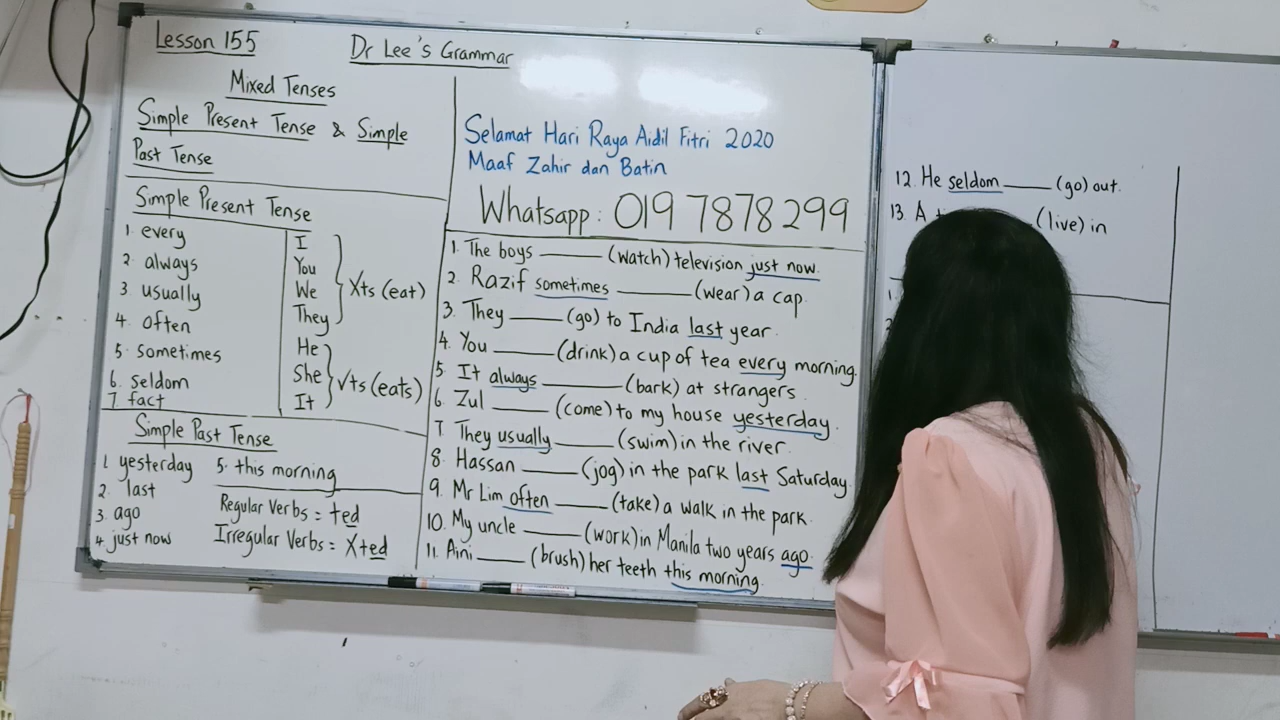 Lesson 155
Dr Lee's Grammar
Mixed Tenses
Simple Present Tense & Simple
Past Tense
Simple Present Tense
1. every
2. always
3. usually
4. often
5. sometimes
6. seldom
7. fact
I
You
We
They
X+s (eat)
He
She
It
√+s (eats)
Simple Past Tense
1. yesterday
2. last
3. ago
4. just now
5. this morning
Regular Verbs = +ed
Irregular Verbs = X+ed
Selamat Hari Raya Aidil Fitri 2020
Maaf Zahir dan Batin
Whatsapp : 019 7878299
1. The boys ______ (watch) television just now.
2. Razif sometimes ______ (wear) a cap.
3. They ______ (go) to India last year.
4. You ______ (drink) a cup of tea every morning.
5. It always ______ (bark) at strangers.
6. Zul ______ (come) to my house yesterday.
7. They usually ______ (swim) in the river.
8. Hassan ______ (jog) in the park last Saturday.
9. Mr Lim often ______ (take) a walk in the park.
10. My uncle ______ (work) in Manila two years ago.
11. Aini ______ (brush) her teeth this morning.
12. He seldom ______ (go) out.
13. A (live) in
1.